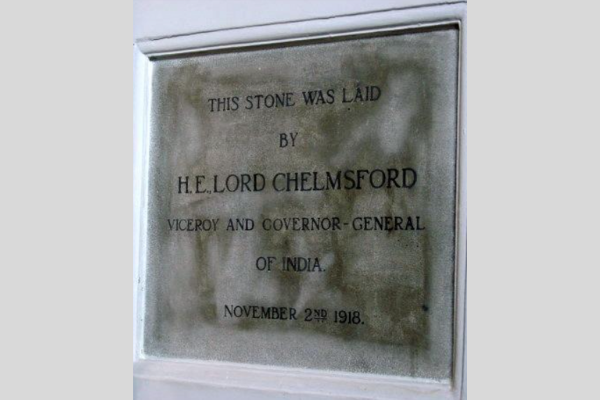 THIS STONE WAS LAID
BY
H.E., LORD CHELMSFORD
VICEROY AND GOVERNOR-GENERAL
OF INDIA.
NOVEMBER 2ND 1918.